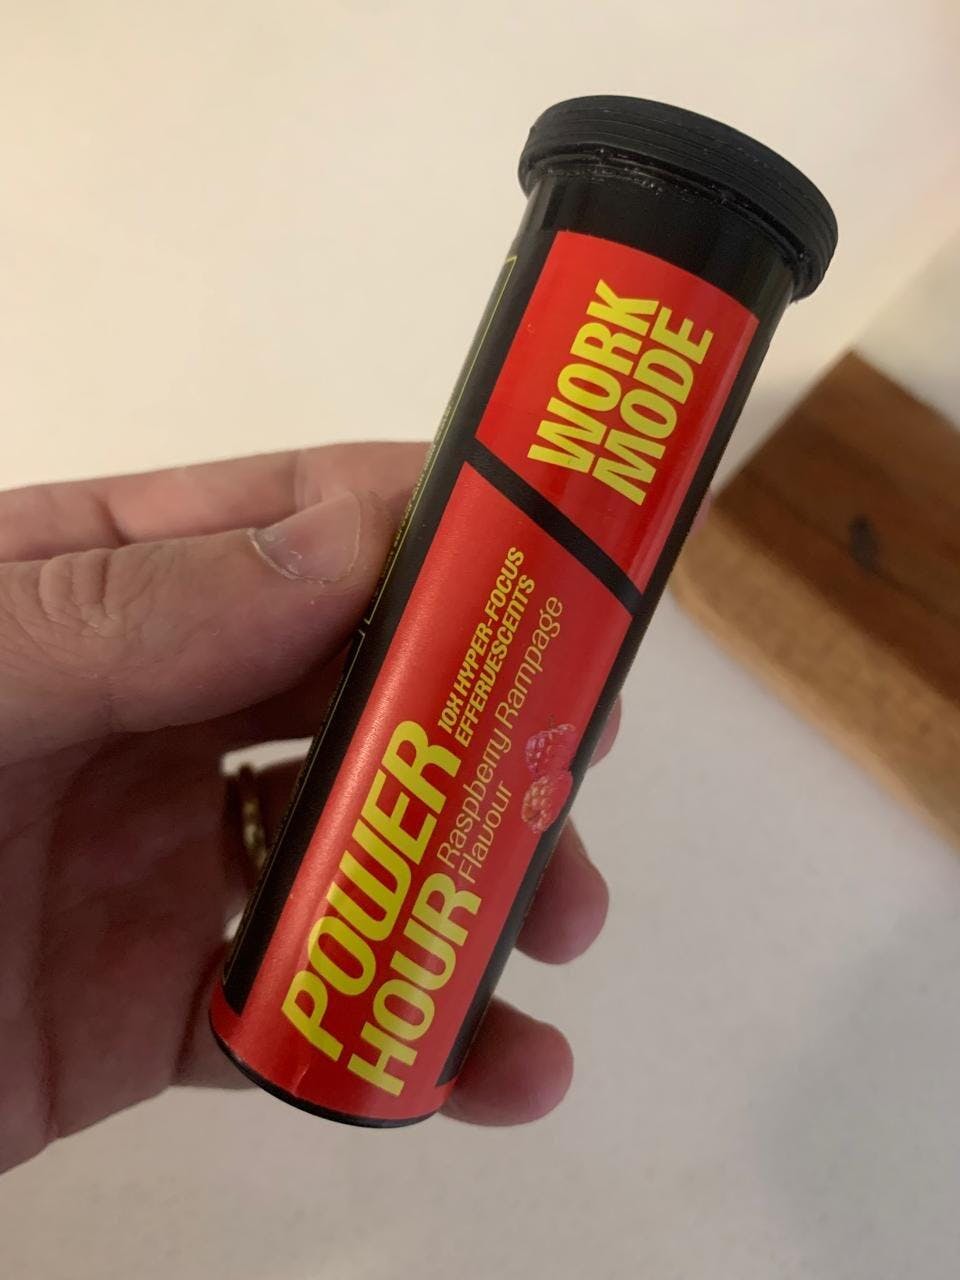 WORK
MODE
POWER
HOUR
10X HYPER-FOCUS
EFFERVESCENTS
Raspberry Rampage
Flavour